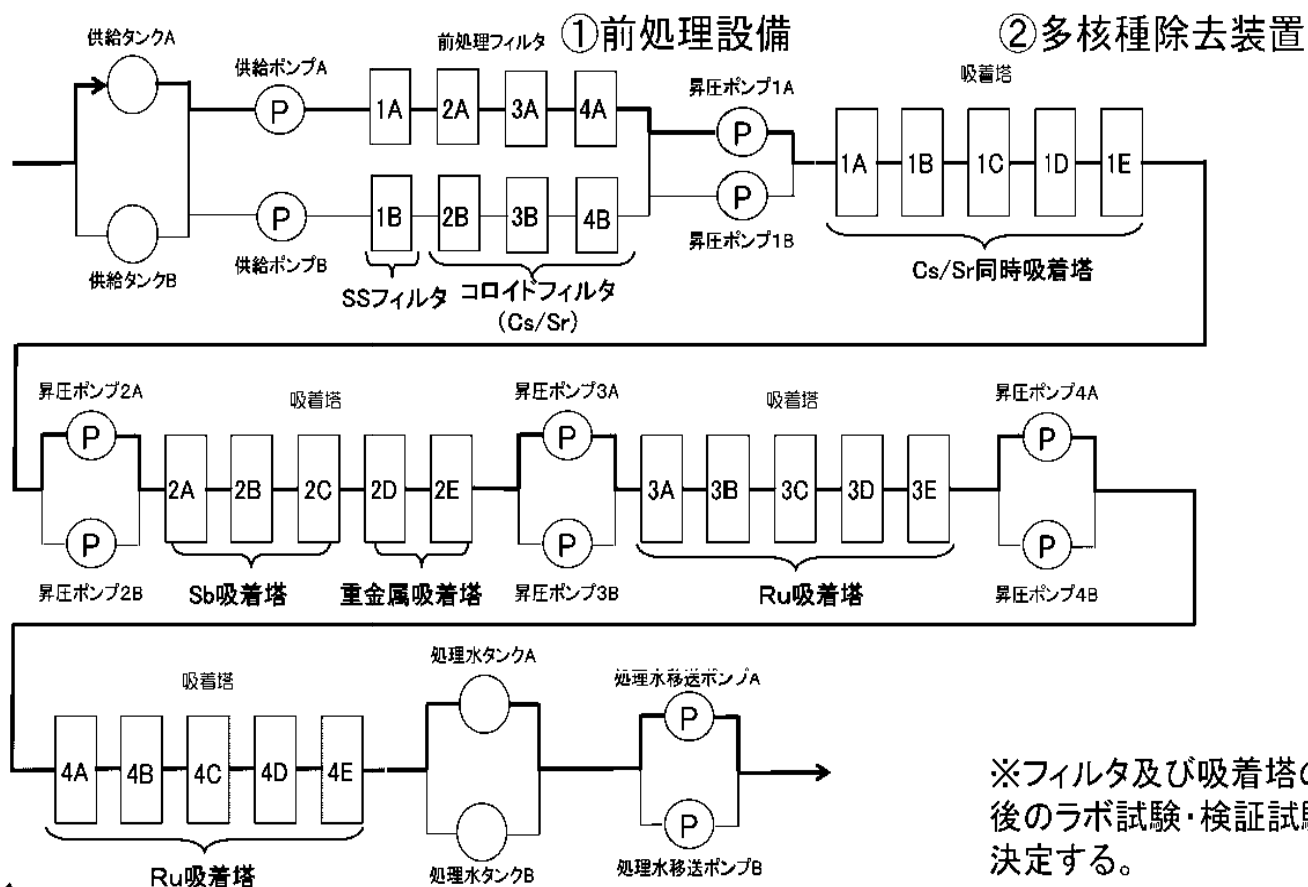 ①前処理設備
②多核種除去装置
供給タンクA
供給ポンプA
前処理フィルタ
昇圧ポンプ1A
吸着塔
P
1A
2A
3A
4A
P
1A
1B
1C
1D
1E
P
1B
2B
3B
4B
P
供給タンクB
供給ポンプB
SSフィルタ
コロイドフィルタ
(Cs/Sr)
昇圧ポンプ1B
Cs/Sr同時吸着塔
昇圧ポンプ2A
吸着塔
昇圧ポンプ3A
吸着塔
昇圧ポンプ4A
P
P
P
2A
2B
2C
2D
2E
3A
3B
3C
3D
3E
P
P
P
昇圧ポンプ2B
Sb吸着塔
重金属吸着塔
昇圧ポンプ3B
Ru吸着塔
昇圧ポンプ4B
吸着塔
処理水タンクA
処理水移送ポンプA
P
4A
4B
4C
4D
4E
P
Ru吸着塔
処理水タンクB
処理水移送ポンプB
※フィルタ及び吸着塔の
後のラボ試験・検証試験
決定する。